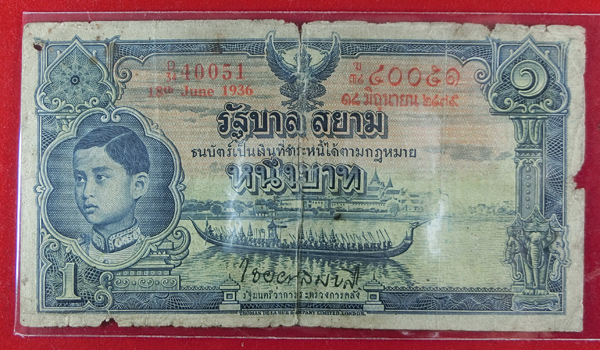 40051
๔๐๐๕๑
18th June 1936
๑๘ มิถุนายน ๒๔๗๙
๑
รัฐบาล สยาม
ธนบัตร์เป็นเงินที่ชำระหนี้ได้ตามกฎหมาย
หนึ่งบาท
1
รัฐมนตรีว่าการกระทรวงการคลัง
THOMAS DE LA RUE & COMPANY LIMITED, LONDON.